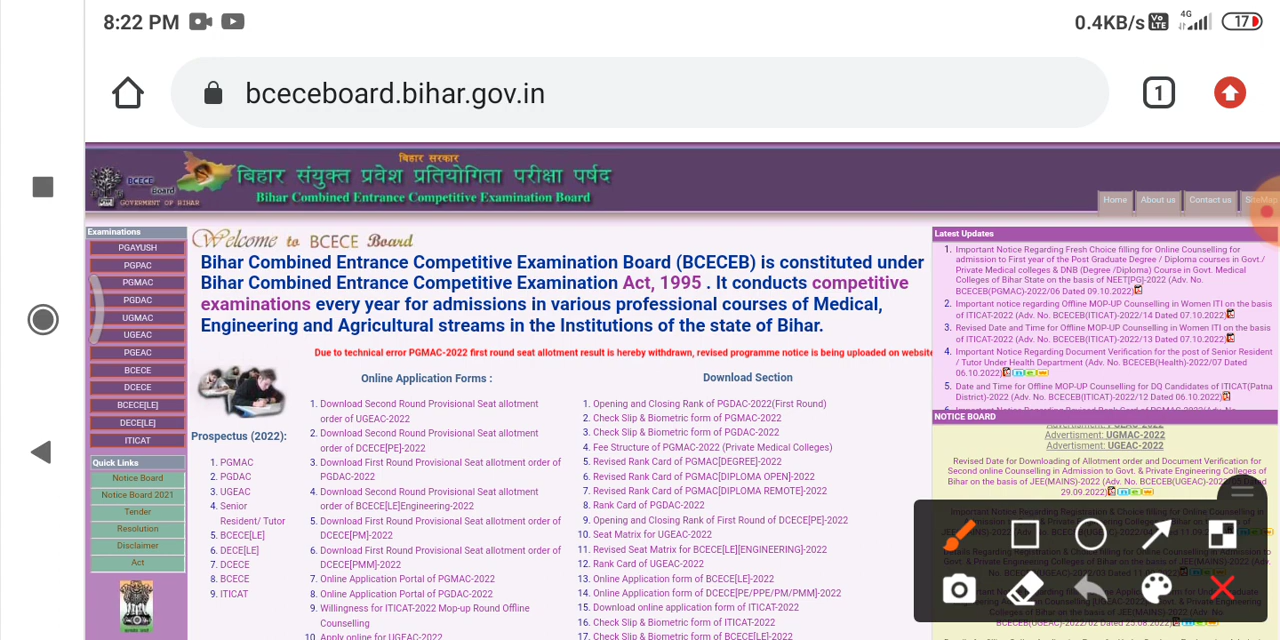 8:22 PM
0.4KB/s Vo LTE 4G 17
bceceboard.bihar.gov.in
1
बिहार सरकार
बिहार संयुक्त प्रवेश प्रतियोगिता परीक्षा पर्षद
Bihar Combined Entrance Competitive Examination Board
BCECE
Board
GOVERMENT OF BIHAR
Home
About us
Contact us
SiteMap
Examinations
PGAYUSH
PGPAC
PGMAC
PGDAC
UGMAC
UGEAC
PGEAC
BCECE
DCECE
BCECE[LE]
DECE[LE]
ITICAT
Quick Links
Notice Board
Notice Board 2021
Tender
Resolution
Disclaimer
Act
Welcome to BCECE Board
Bihar Combined Entrance Competitive Examination Board (BCECEB) is constituted under
Bihar Combined Entrance Competitive Examination Act, 1995 . It conducts competitive
examinations every year for admissions in various professional courses of Medical,
Engineering and Agricultural streams in the Institutions of the state of Bihar.
Due to technical error PGMAC-2022 first round seat allotment result is hereby withdrawn, revised programme notice is being uploaded on website
Prospectus (2022):
1. PGMAC
2. PGDAC
3. UGEAC
4. Senior
Resident/ Tutor
5. BCECE[LE]
6. DECE[LE]
7. DCECE
8. BCECE
9. ITICAT
Online Application Forms :
1. Download Second Round Provisional Seat allotment
order of UGEAC-2022
2. Download Second Round Provisional Seat allotment
order of DCECE[PE]-2022
3. Download First Round Provisional Seat allotment order of
PGDAC-2022
4. Download Second Round Provisional Seat allotment
order of BCECE[LE]Engineering-2022
5. Download First Round Provisional Seat allotment order of
DCECE[PM]-2022
6. Download First Round Provisional Seat allotment order of
DCECE[PMM]-2022
7. Online Application Portal of PGMAC-2022
8. Online Application Portal of PGDAC-2022
9. Willingness for ITICAT-2022 Mop-up Round Offline
Counselling
10. Apply online for UGEAC-2022
Download Section
1. Opening and Closing Rank of PGDAC-2022(First Round)
2. Check Slip & Biometric form of PGMAC-2022
3. Check Slip & Biometric form of PGDAC-2022
4. Fee Structure of PGMAC-2022 (Private Medical Colleges)
5. Revised Rank Card of PGMAC[DEGREE]-2022
6. Revised Rank Card of PGMAC[DIPLOMA OPEN]-2022
7. Revised Rank Card of PGMAC[DIPLOMA REMOTE]-2022
8. Rank Card of PGDAC-2022
9. Opening and Closing Rank of First Round of DCECE[PE]-2022
10. Seat Matrix for UGEAC-2022
11. Revised Seat Matrix for BCECE[LE][ENGINEERING]-2022
12. Rank Card of UGEAC-2022
13. Online Application form of BCECE[LE]-2022
14. Online Application form of DCECE[PE/PPE/PM/PMM]-2022
15. Download online application form of ITICAT-2022
16. Check Slip & Biometric form of ITICAT-2022
17. Check Slip & Biometric form of BCECE[LE]-2022
Latest Updates
1. Important Notice Regarding Fresh Choice filling for Online Counselling for
admission to First year of the Post Graduate Degree / Diploma courses in Govt./
Private Medical colleges & DNB (Degree /Diploma) Course in Govt. Medical
Colleges of Bihar State on the basis of NEET[PG]-2022 (Adv. No.
BCECEB(PGMAC)-2022/06 Dated 09.10.2022)
2. Important notice regarding Offline MOP-UP Counselling in Women ITI on the basis
of ITICAT-2022 (Adv. No. BCECEB(ITICAT)-2022/14 Dated 07.10.2022)
3. Revised Date and Time for Offline MOP-UP Counselling in Women ITI on the basis
of ITICAT-2022 (Adv. No. BCECEB(ITICAT)-2022/13 Dated 07.10.2022)
4. Important Notice Regarding Document Verification for the post of Senior Resident
/ Tutor Under Health Department (Adv. No. BCECEB(Health)-2022/07 Dated
06.10.2022)
5. Date and Time for Offline MOP-UP Counselling for DQ Candidates of ITICAT(Patna
District)-2022 (Adv. No. BCECEB(ITICAT)-2022/12 Dated 06.10.2022)
NOTICE BOARD
Advertisment: UGMAC-2022
Advertisment: UGEAC-2022
Revised Date for Downloading of Allotment order and Document Verification for
Second online Counselling in Admission to Govt. & Private Engineering Colleges of
Bihar on the basis of JEE(MAINS)-2022 (Adv. No. BCECEB(UGEAC)-2022/05 Dated
29.09.2022)